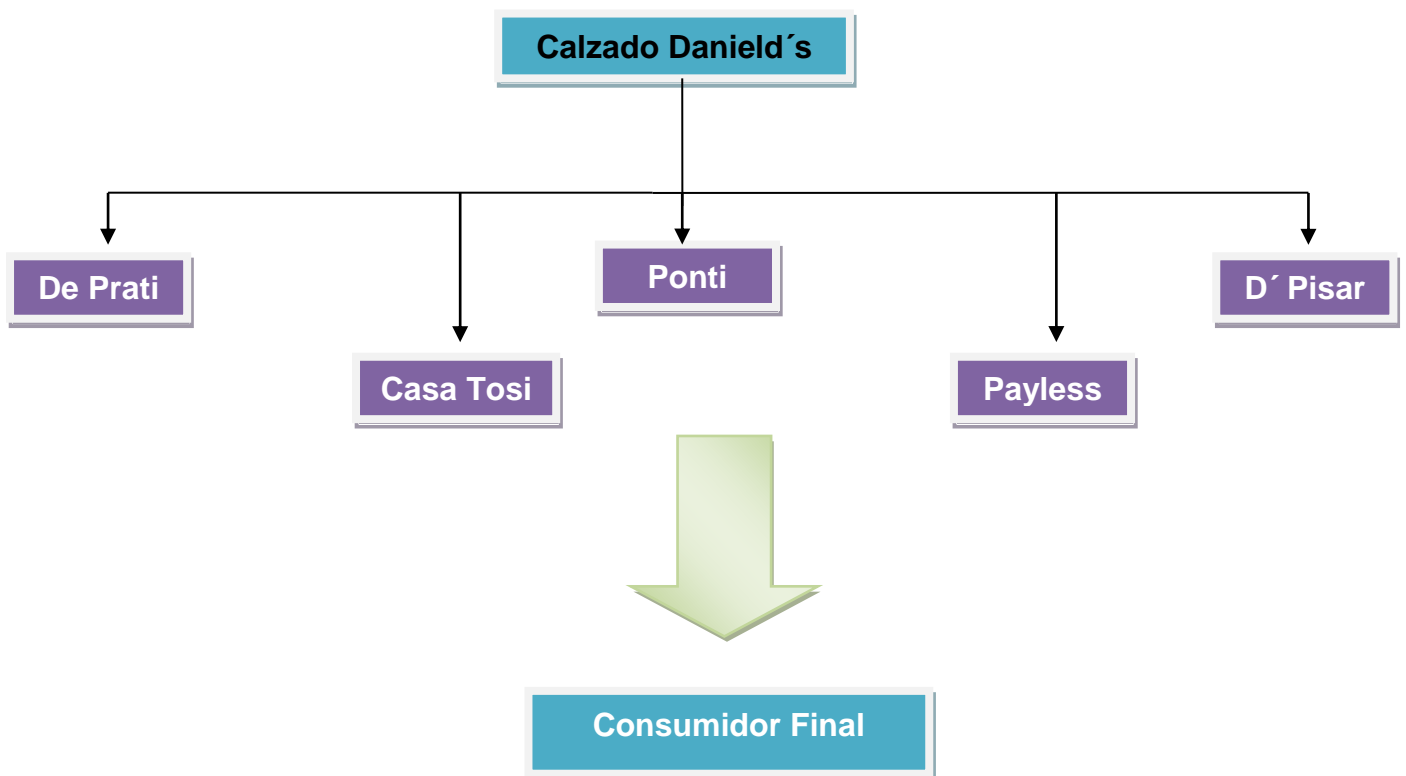 Calzado Danield´s
De Prati
Ponti
D´ Pisar
Casa Tosi
Payless
Consumidor Final